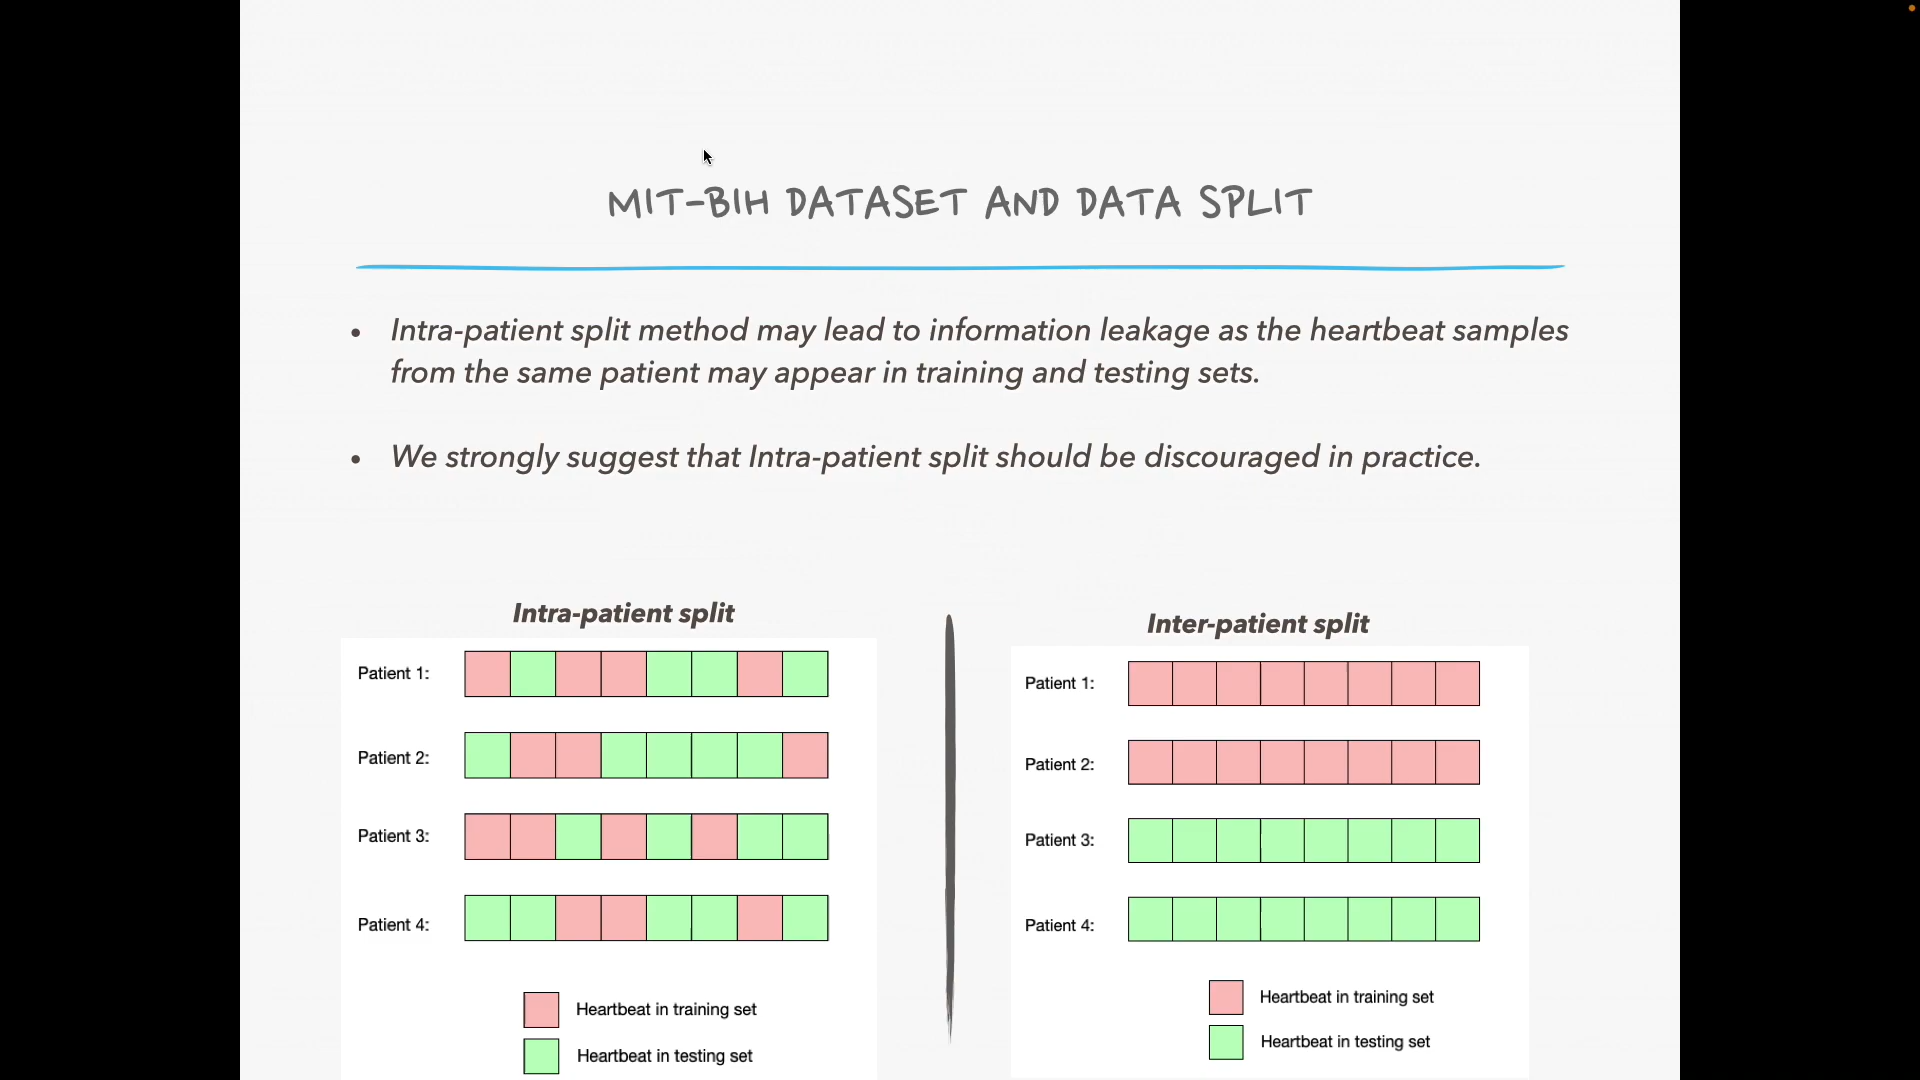 MIT-BIH DATASET AND DATA SPLIT
• Intra-patient split method may lead to information leakage as the heartbeat samples
from the same patient may appear in training and testing sets.
• We strongly suggest that Intra-patient split should be discouraged in practice.
Intra-patient split
Patient 1:
Patient 2:
Patient 3:
Patient 4:
Heartbeat in training set
Heartbeat in testing set
Inter-patient split
Patient 1:
Patient 2:
Patient 3:
Patient 4:
Heartbeat in training set
Heartbeat in testing set